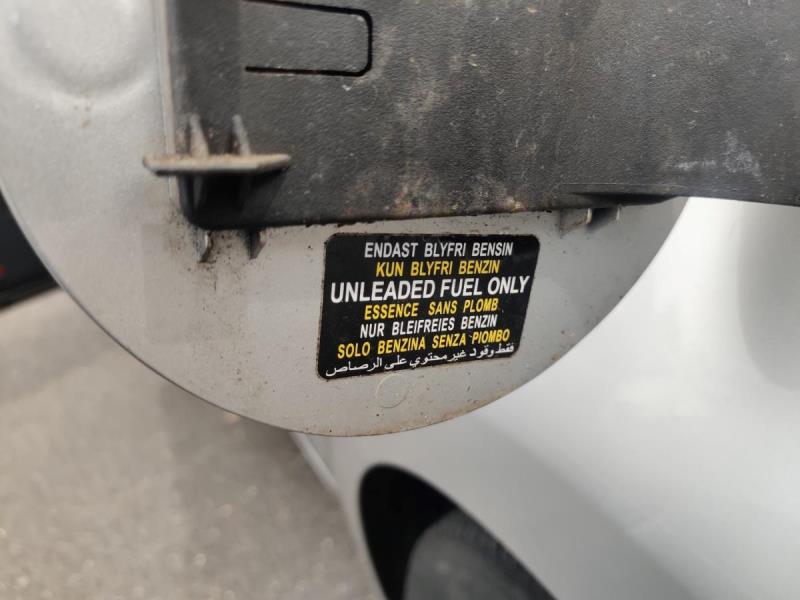 ENDAST BLYFRI BENSIN
KUN BLYFRI BENZIN
UNLEADED FUEL ONLY
ESSENCE SANS PLOMB
NUR BLEIFREIES BENZIN
SOLO BENZINA SENZA PIOMBO
فقط وقود غير محتوي على الرصاص